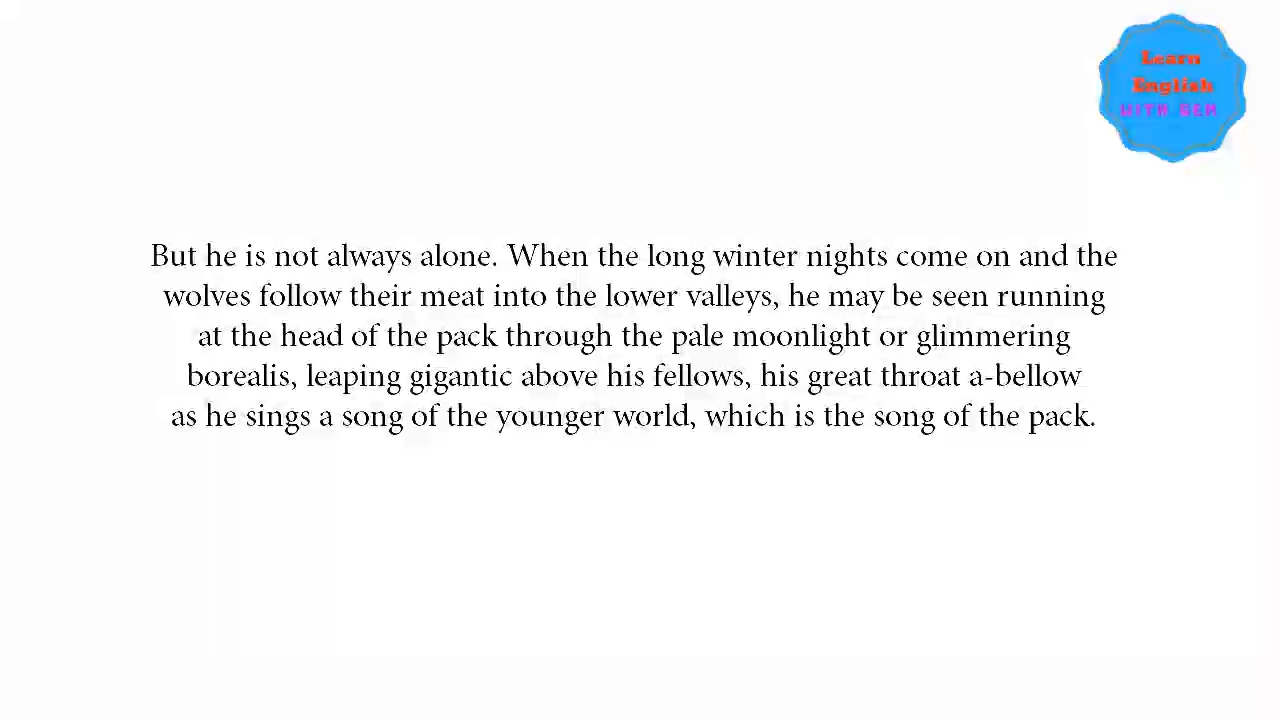 Learn
English
WITH GEM
But he is not always alone. When the long winter nights come on and the
wolves follow their meat into the lower valleys, he may be seen running
at the head of the pack through the pale moonlight or glimmering
borealis, leaping gigantic above his fellows, his great throat a-bellow
as he sings a song of the younger world, which is the song of the pack.